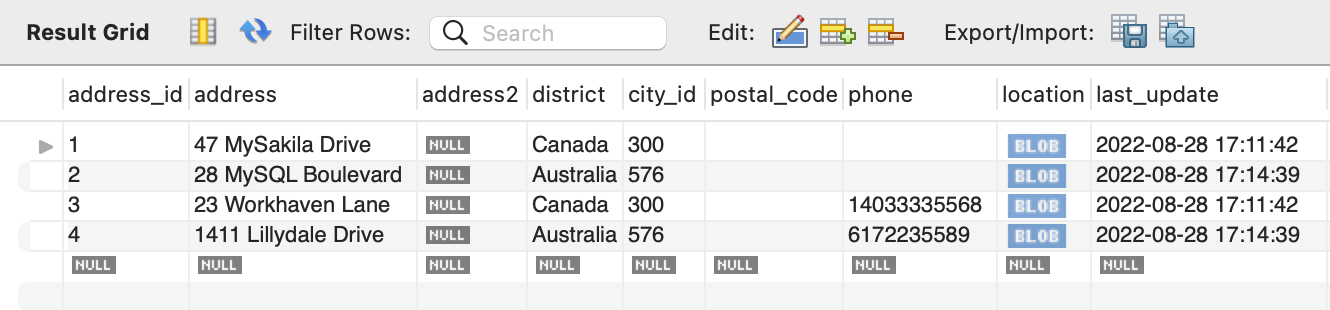 Result Grid Filter Rows: Search Edit: Export/Import:
address_id address address2 district city_id postal_code phone location last_update
1 47 MySakila Drive NULL Canada 300 BLOB 2022-08-28 17:11:42
2 28 MySQL Boulevard NULL Australia 576 BLOB 2022-08-28 17:14:39
3 23 Workhaven Lane NULL Canada 300 14033335568 BLOB 2022-08-28 17:11:42
4 1411 Lillydale Drive NULL Australia 576 6172235589 BLOB 2022-08-28 17:14:39
NULL NULL NULL NULL NULL NULL NULL NULL NULL